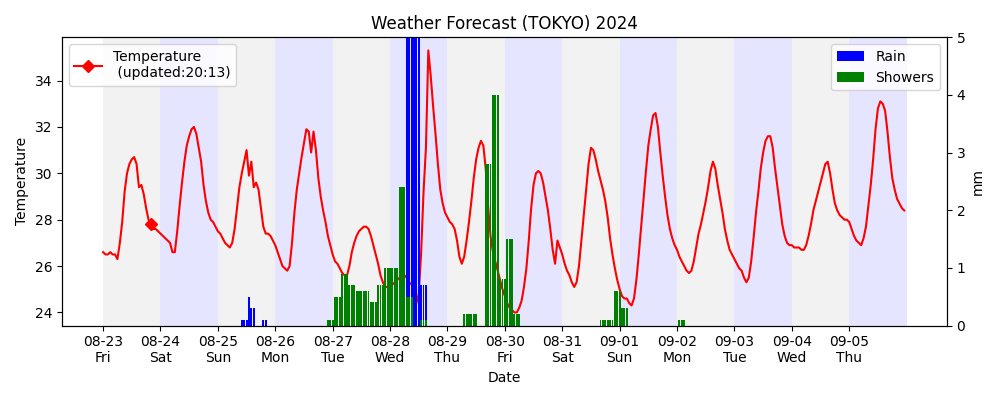 Weather Forecast (TOKYO) 2024
Temperature
(updated:20:13)
Rain
Showers
Temperature
34
32
30
28
26
24
5
4
3
2
1
0
mm
08-23 08-24 08-25 08-26 08-27 08-28 08-29 08-30 08-31 09-01 09-02 09-03 09-04 09-05
Fri Sat Sun Mon Tue Wed Thu Fri Sat Sun Mon Tue Wed Thu
Date